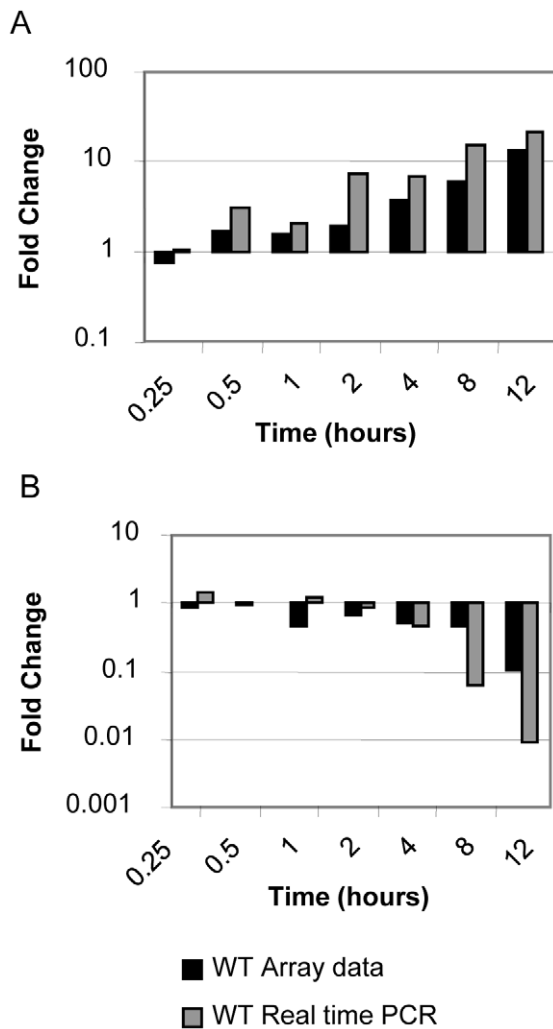 A
100
10
1
0.1
Fold Change
0.25 0.5 1 2 4 8 12
Time (hours)
B
10
1
0.1
0.01
0.001
Fold Change
0.25 0.5 1 2 4 8 12
Time (hours)
WT Array data
WT Real time PCR